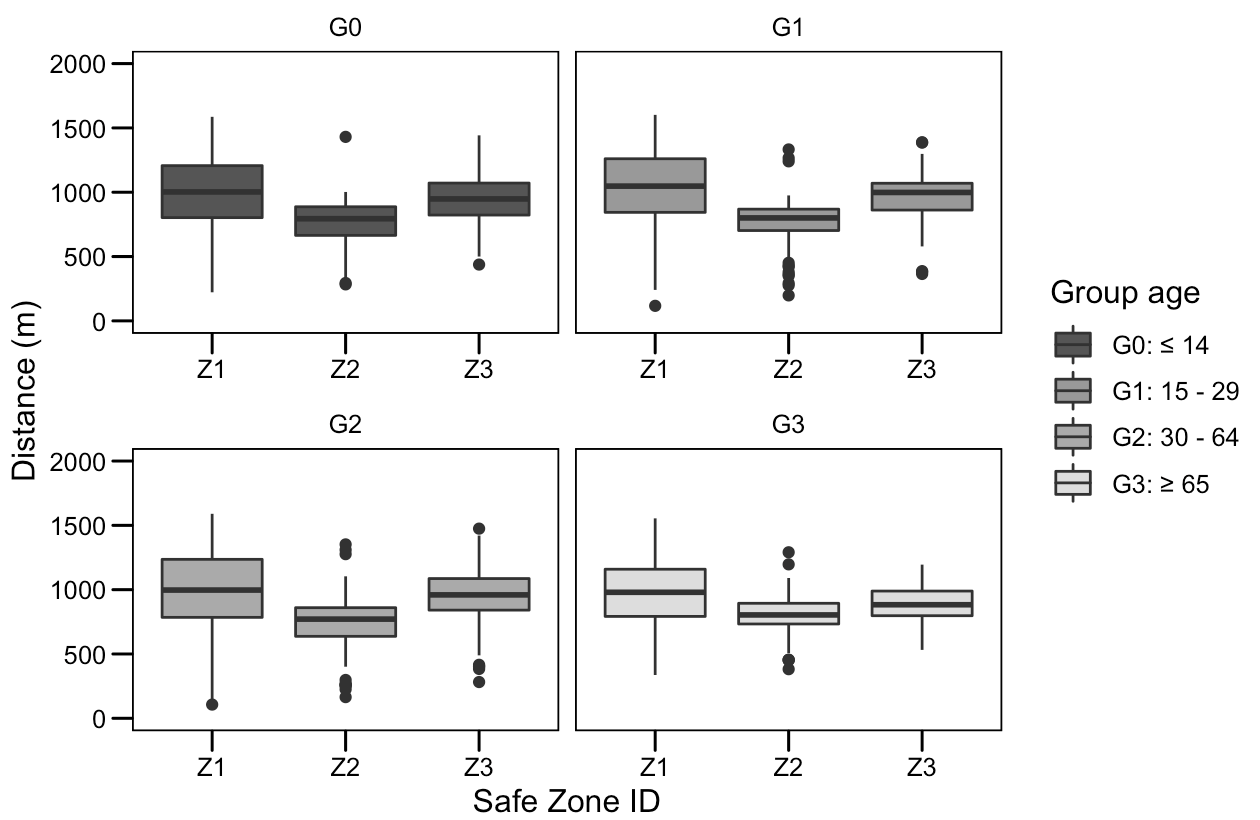 G0
G1
2000
1500
1000
500
0
Z1 Z2 Z3
Z1 Z2 Z3
Distance (m)
G2
G3
2000
1500
1000
500
0
Z1 Z2 Z3
Z1 Z2 Z3
Safe Zone ID
Group age
G0: ≤ 14
G1: 15 - 29
G2: 30 - 64
G3: ≥ 65